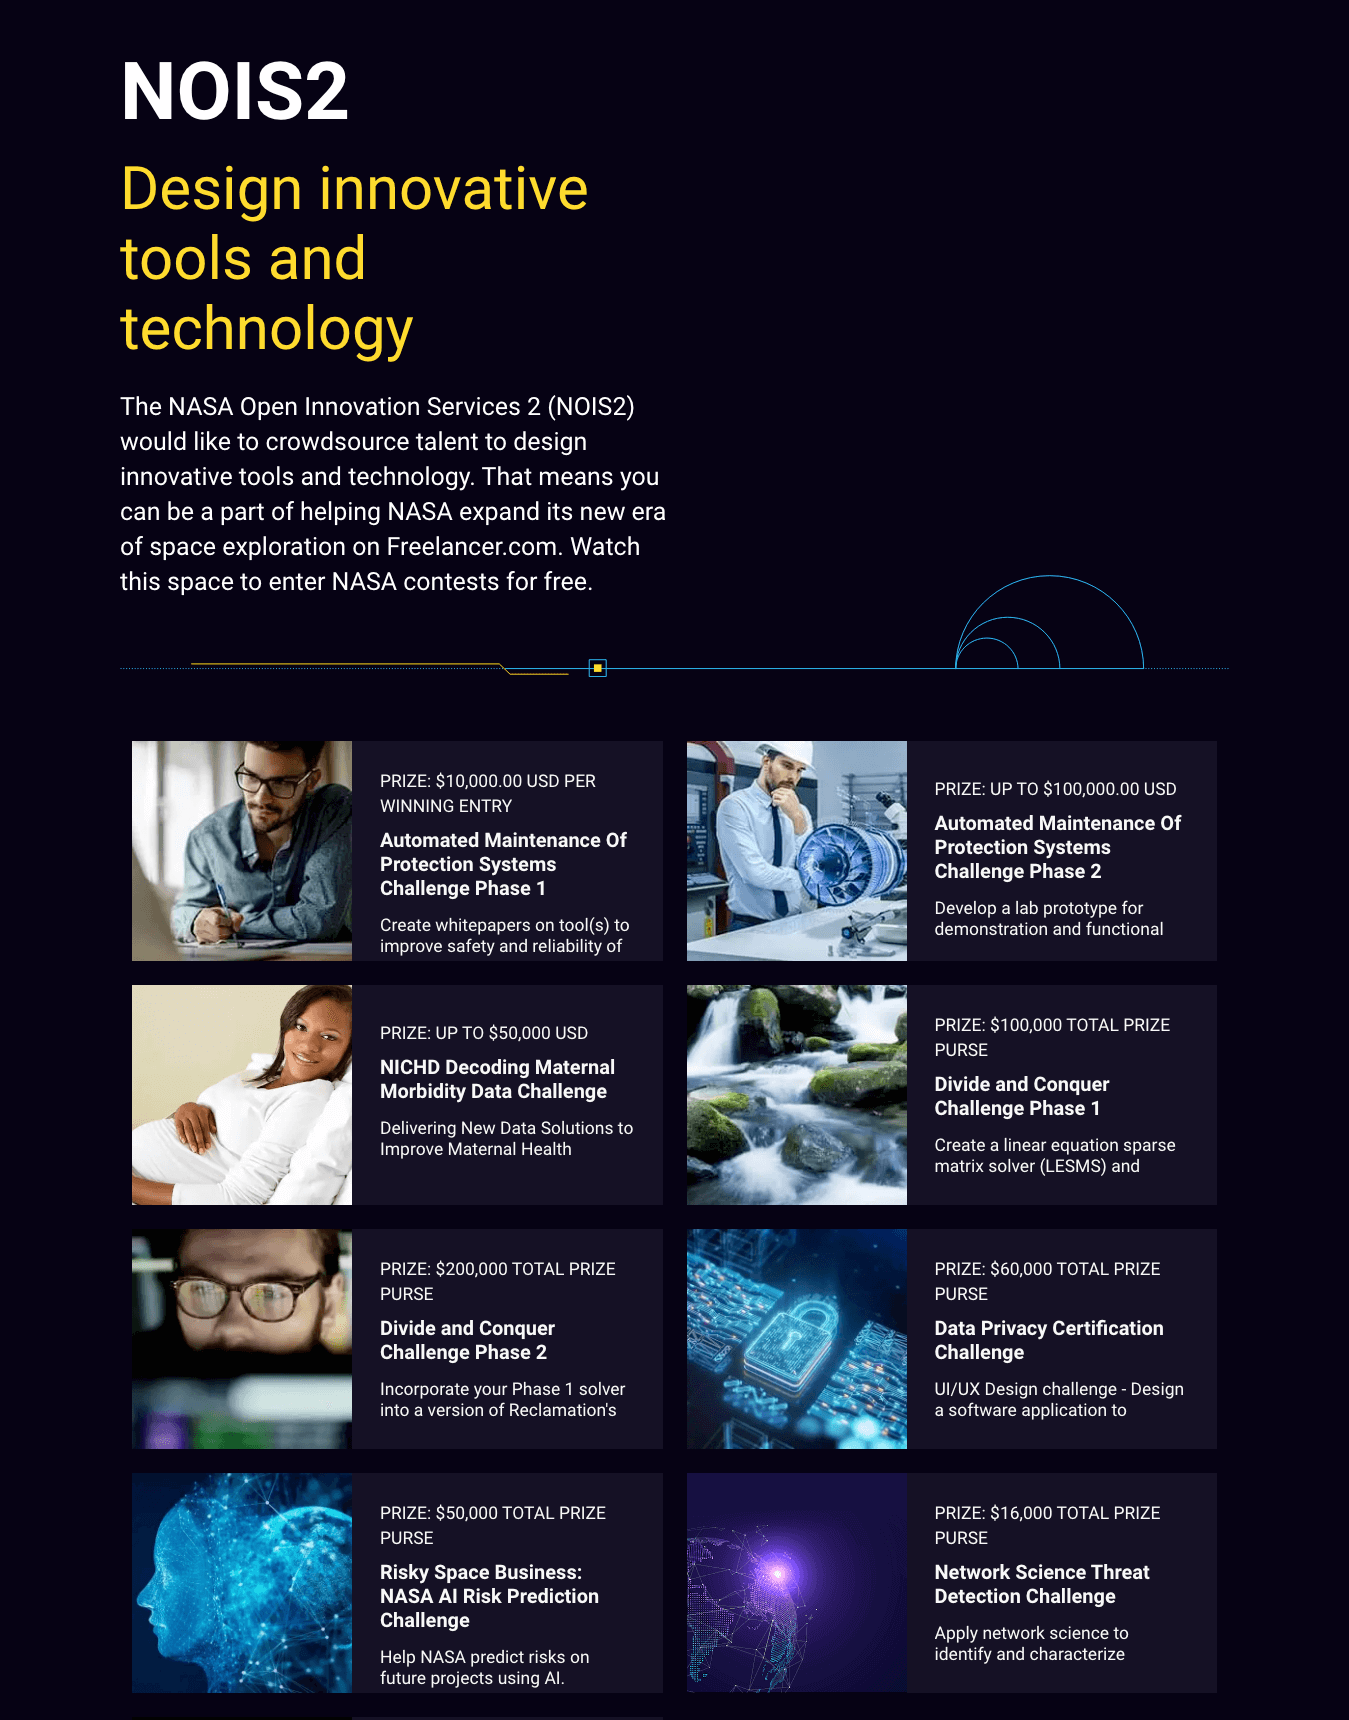 NOIS2
Design innovative
tools and
technology
The NASA Open Innovation Services 2 (NOIS2)
would like to crowdsource talent to design
innovative tools and technology. That means you
can be a part of helping NASA expand its new era
of space exploration on Freelancer.com. Watch
this space to enter NASA contests for free.
PRIZE: $10,000.00 USD PER
WINNING ENTRY
Automated Maintenance Of
Protection Systems
Challenge Phase 1
Create whitepapers on tool(s) to
improve safety and reliability of
PRIZE: UP TO $100,000.00 USD
Automated Maintenance Of
Protection Systems
Challenge Phase 2
Develop a lab prototype for
demonstration and functional
PRIZE: UP TO $50,000 USD
NICHD Decoding Maternal
Morbidity Data Challenge
Delivering New Data Solutions to
Improve Maternal Health
PRIZE: $100,000 TOTAL PRIZE
PURSE
Divide and Conquer
Challenge Phase 1
Create a linear equation sparse
matrix solver (LESMS) and
PRIZE: $200,000 TOTAL PRIZE
PURSE
Divide and Conquer
Challenge Phase 2
Incorporate your Phase 1 solver
into a version of Reclamation's
PRIZE: $60,000 TOTAL PRIZE
PURSE
Data Privacy Certification
Challenge
UI/UX Design challenge - Design
a software application to
PRIZE: $50,000 TOTAL PRIZE
PURSE
Risky Space Business:
NASA AI Risk Prediction
Challenge
Help NASA predict risks on
future projects using AI.
PRIZE: $16,000 TOTAL PRIZE
PURSE
Network Science Threat
Detection Challenge
Apply network science to
identify and characterize